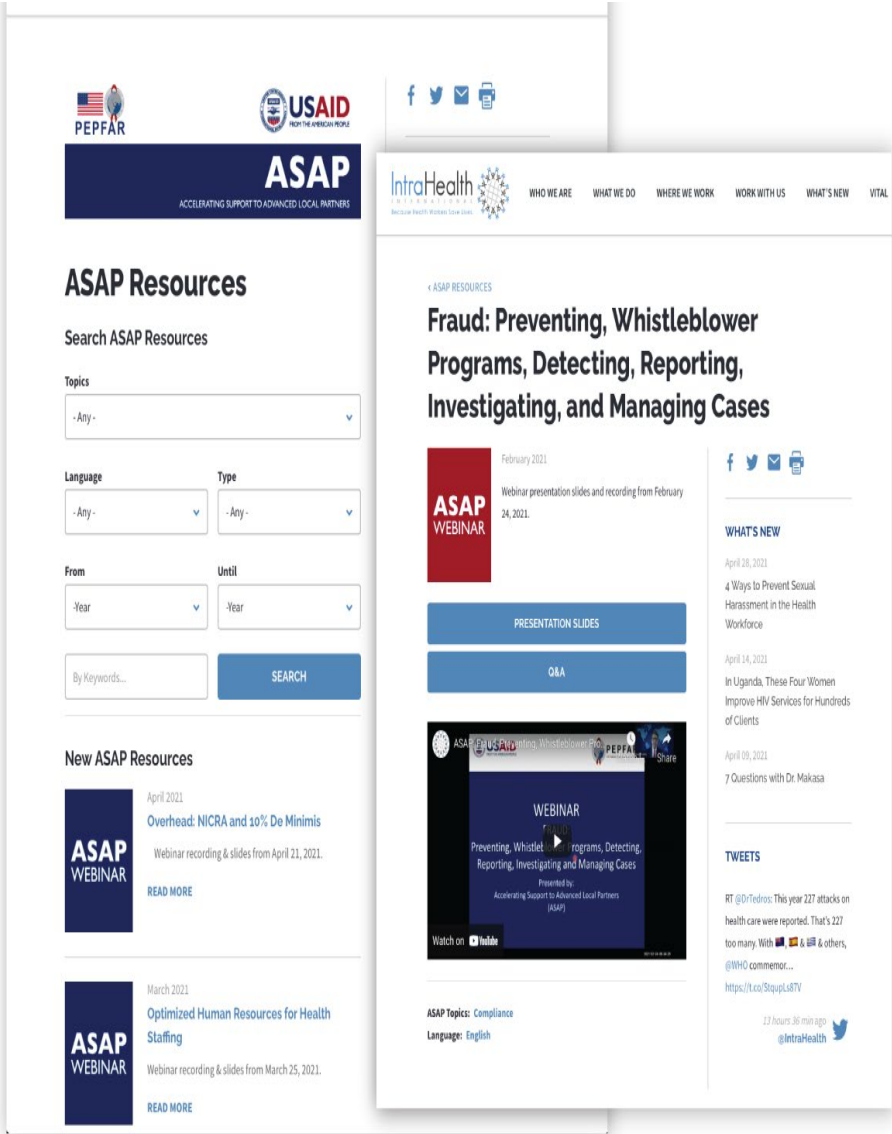 PEPFAR
USAID
FROM THE AMERICAN PEOPLE
ASAP
ACCELERATING SUPPORT TO ADVANCED LOCAL PARTNERS
ASAP Resources
Search ASAP Resources
Topics
- Any -
Language
Type
- Any -
- Any -
From
Until
-Year
-Year
By Keywords...
SEARCH
New ASAP Resources
ASAP
WEBINAR
April 2021
Overhead: NICRA and 10% De Minimis
Webinar recording & slides from April 21, 2021.
READ MORE
ASAP
WEBINAR
March 2021
Optimized Human Resources for Health
Staffing
Webinar recording & slides from March 25, 2021.
READ MORE
IntraHealth
INTERNATIONAL
Because Health Workers Save Lives.
WHO WE ARE
WHAT WE DO
WHERE WE WORK
WORK WITH US
WHAT'S NEW
VITAL
‹ ASAP RESOURCES
Fraud: Preventing, Whistleblower
Programs, Detecting, Reporting,
Investigating, and Managing Cases
ASAP
WEBINAR
February 2021
Webinar presentation slides and recording from February
24, 2021.
PRESENTATION SLIDES
Q&A
ASAP Fraud: Preventing, Whistleblower Pro...
USAID
PEPFAR
Share
WEBINAR
FRAUD
Preventing, Whistleblower Programs, Detecting,
Reporting, Investigating and Managing Cases
Presented by:
Accelerating Support to Advanced Local Partners
(ASAP)
Watch on YouTube
ASAP Topics: Compliance
Language: English
WHAT'S NEW
April 28, 2021
4 Ways to Prevent Sexual
Harassment in the Health
Workforce
April 14, 2021
In Uganda, These Four Women
Improve HIV Services for Hundreds
of Clients
April 09, 2021
7 Questions with Dr. Makasa
TWEETS
RT @DrTedros: This year 227 attacks on
health care were reported. That's 227
too many. With 🇦🇺, 🇪🇸 & 🇺🇾 & others,
@WHO commemor....
https://t.co/StqupLs87V
13 hours 36 min ago
@IntraHealth